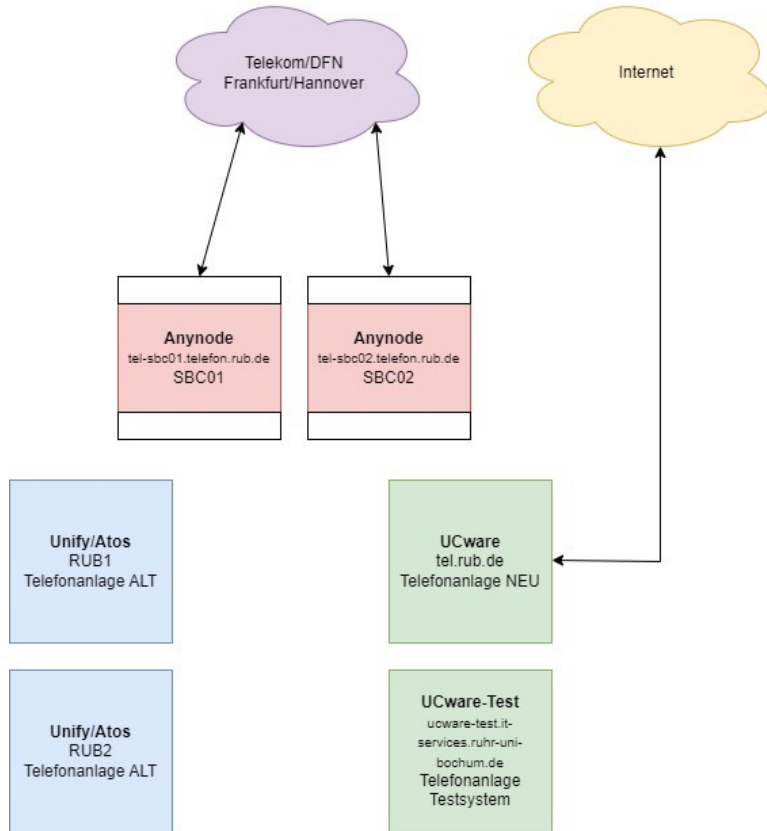 Telekom/DFN
Frankfurt/Hannover
Internet
Anynode
tel-sbc01.telefon.rub.de
SBC01
Anynode
tel-sbc02.telefon.rub.de
SBC02
Unify/Atos
RUB1
Telefonanlage ALT
UCware
tel.rub.de
Telefonanlage NEU
Unify/Atos
RUB2
Telefonanlage ALT
UCware-Test
ucware-test.it-
services.ruhr-uni-
bochum.de
Telefonanlage
Testsystem